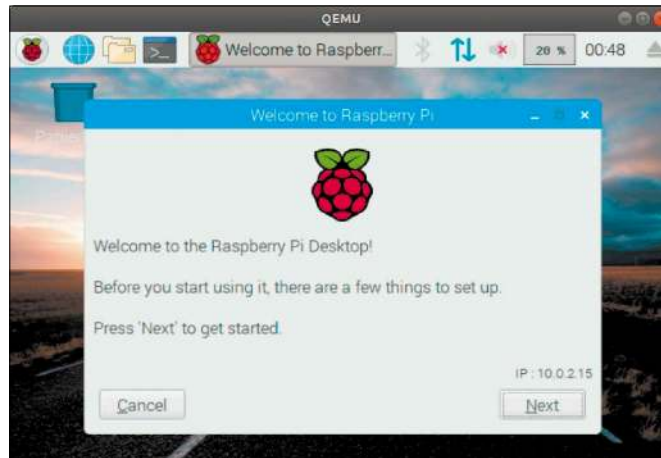 QEMU
Welcome to Raspberr...
20 %
00:48
Welcome to Raspberry Pi
Welcome to the Raspberry Pi Desktop!
Before you start using it, there are a few things to set up.
Press 'Next' to get started.
IP : 10.0.2.15
Cancel
Next